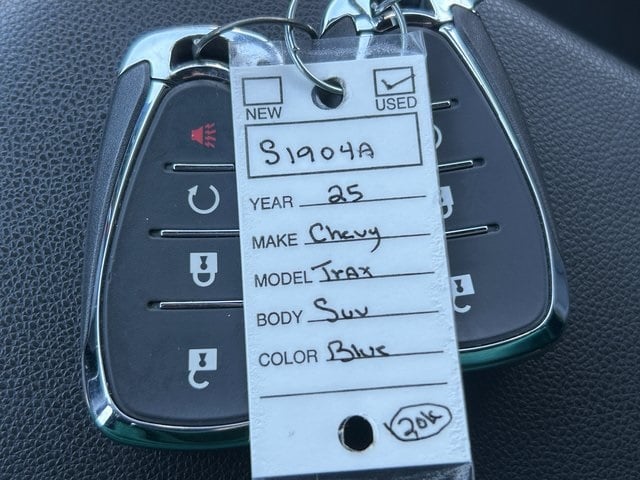 NEW USED
S1904A
YEAR 25
MAKE Chevy
MODEL Trax
BODY Suv
COLOR Blue
20k